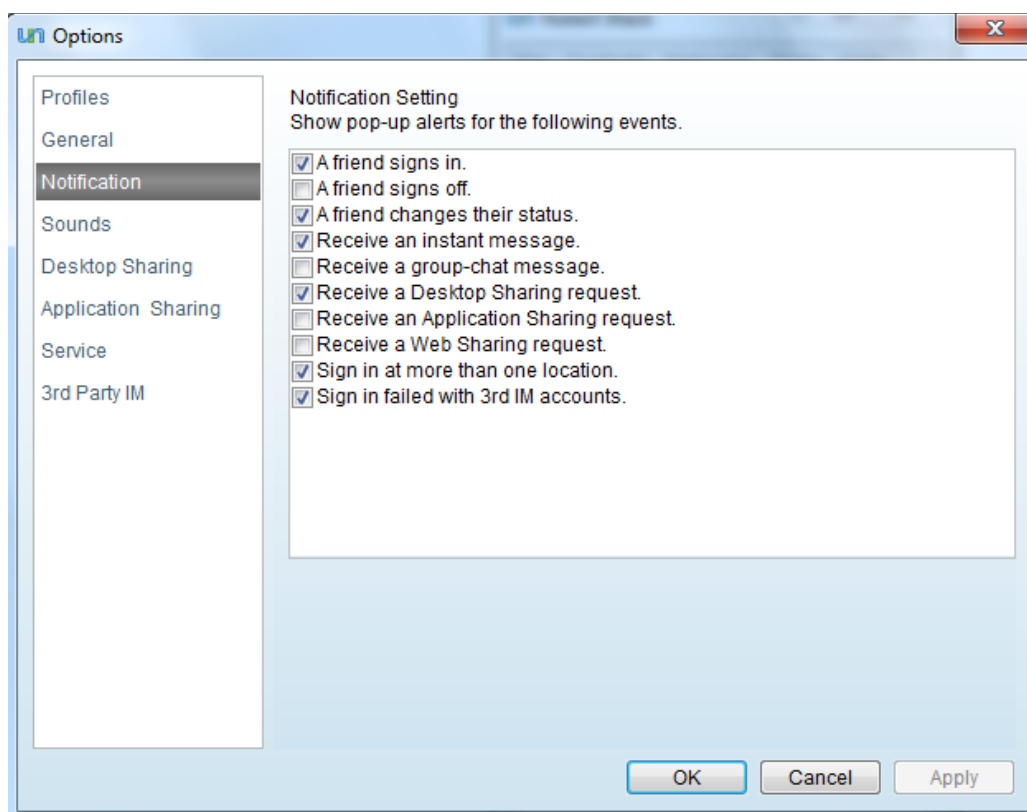 un Options
Profiles
General
Notification
Sounds
Desktop Sharing
Application Sharing
Service
3rd Party IM
Notification Setting
Show pop-up alerts for the following events.
A friend signs in.
A friend signs off.
A friend changes their status.
Receive an instant message.
Receive a group-chat message.
Receive a Desktop Sharing request.
Receive an Application Sharing request.
Receive a Web Sharing request.
Sign in at more than one location.
Sign in failed with 3rd IM accounts.
OK Cancel Apply